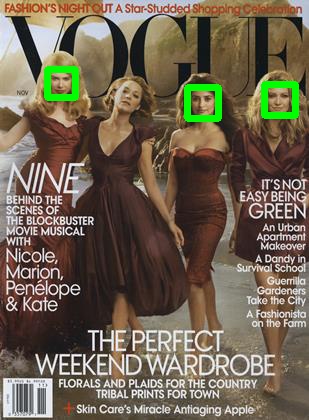 FASHION'S NIGHT OUT A Star-Studded Shopping Celebration
VOGUE
NOV
NINE
BEHIND THE
SCENES OF
THE BLOCKBUSTER
MOVIE MUSICAL
WITH
Nicole,
Marion,
Penélope
& Kate
IT'S NOT
EASY BEING
GREEN
An Urban
Apartment
Makeover
A Dandy in
Survival School
Guerrilla
Gardeners
Take the City
A Fashionista
on the Farm
THE PERFECT
WEEKEND WARDROBE
FLORALS AND PLAIDS FOR THE COUNTRY
TRIBAL PRINTS FOR TOWN
+ Skin Care's Miracle Antiaging Apple